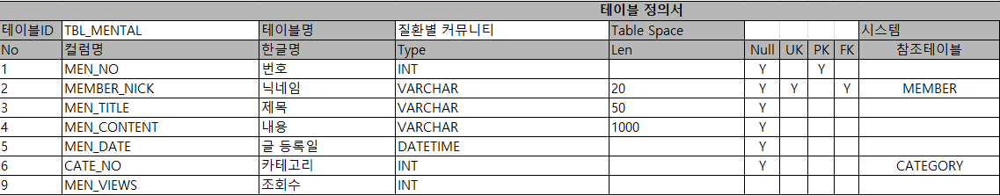 테이블 정의서
테이블ID TBL_MENTAL 테이블명 질환별 커뮤니티 Table Space 시스템
No 컬럼명 한글명 Type Len Null UK PK FK 참조테이블
1 MEN_NO 번호 INT Y Y
2 MEMBER_NICK 닉네임 VARCHAR 20 Y Y Y MEMBER
3 MEN_TITLE 제목 VARCHAR 50 Y
4 MEN_CONTENT 내용 VARCHAR 1000 Y
5 MEN_DATE 글 등록일 DATETIME Y
6 CATE_NO 카테고리 INT Y CATEGORY
9 MEN_VIEWS 조회수 INT